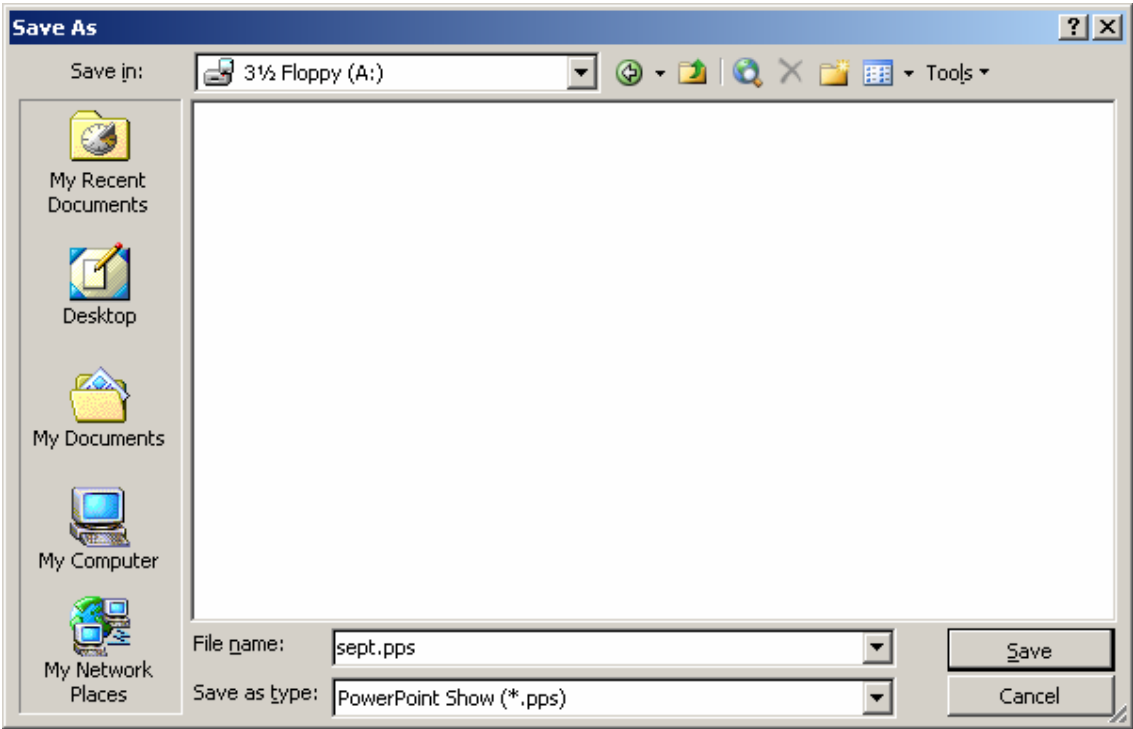 Save As
Save in:
3½ Floppy (A:)
Tools
My Recent
Documents
Desktop
My Documents
My Computer
My Network
Places
File name:
sept.pps
Save
Save as type:
PowerPoint Show (*.pps)
Cancel